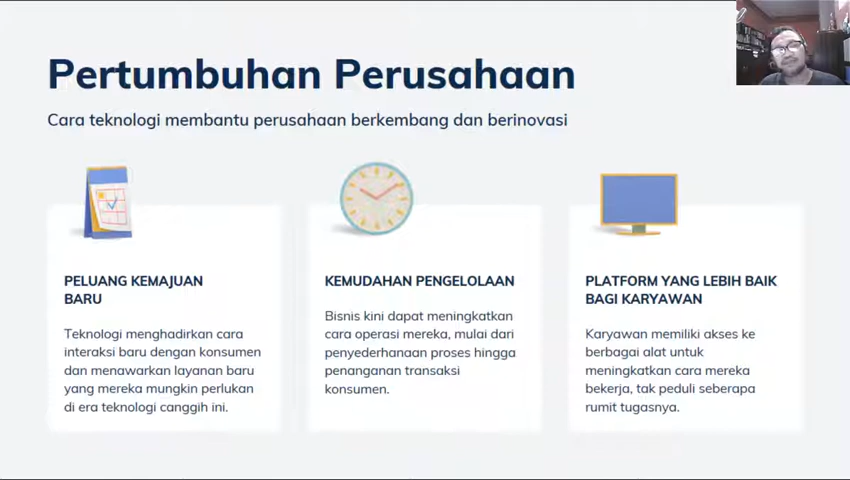 Pertumbuhan Perusahaan
Cara teknologi membantu perusahaan berkembang dan berinovasi
PELUANG KEMAJUAN
BARU
Teknologi menghadirkan cara
interaksi baru dengan konsumen
dan menawarkan layanan baru
yang mereka mungkin perlukan
di era teknologi canggih ini.
KEMUDAHAN PENGELOLAAN
Bisnis kini dapat meningkatkan
cara operasi mereka, mulai dari
penyederhanaan proses hingga
penanganan transaksi
konsumen.
PLATFORM YANG LEBIH BAIK
BAGI KARYAWAN
Karyawan memiliki akses ke
berbagai alat untuk
meningkatkan cara mereka
bekerja, tak peduli seberapa
rumit tugasnya.